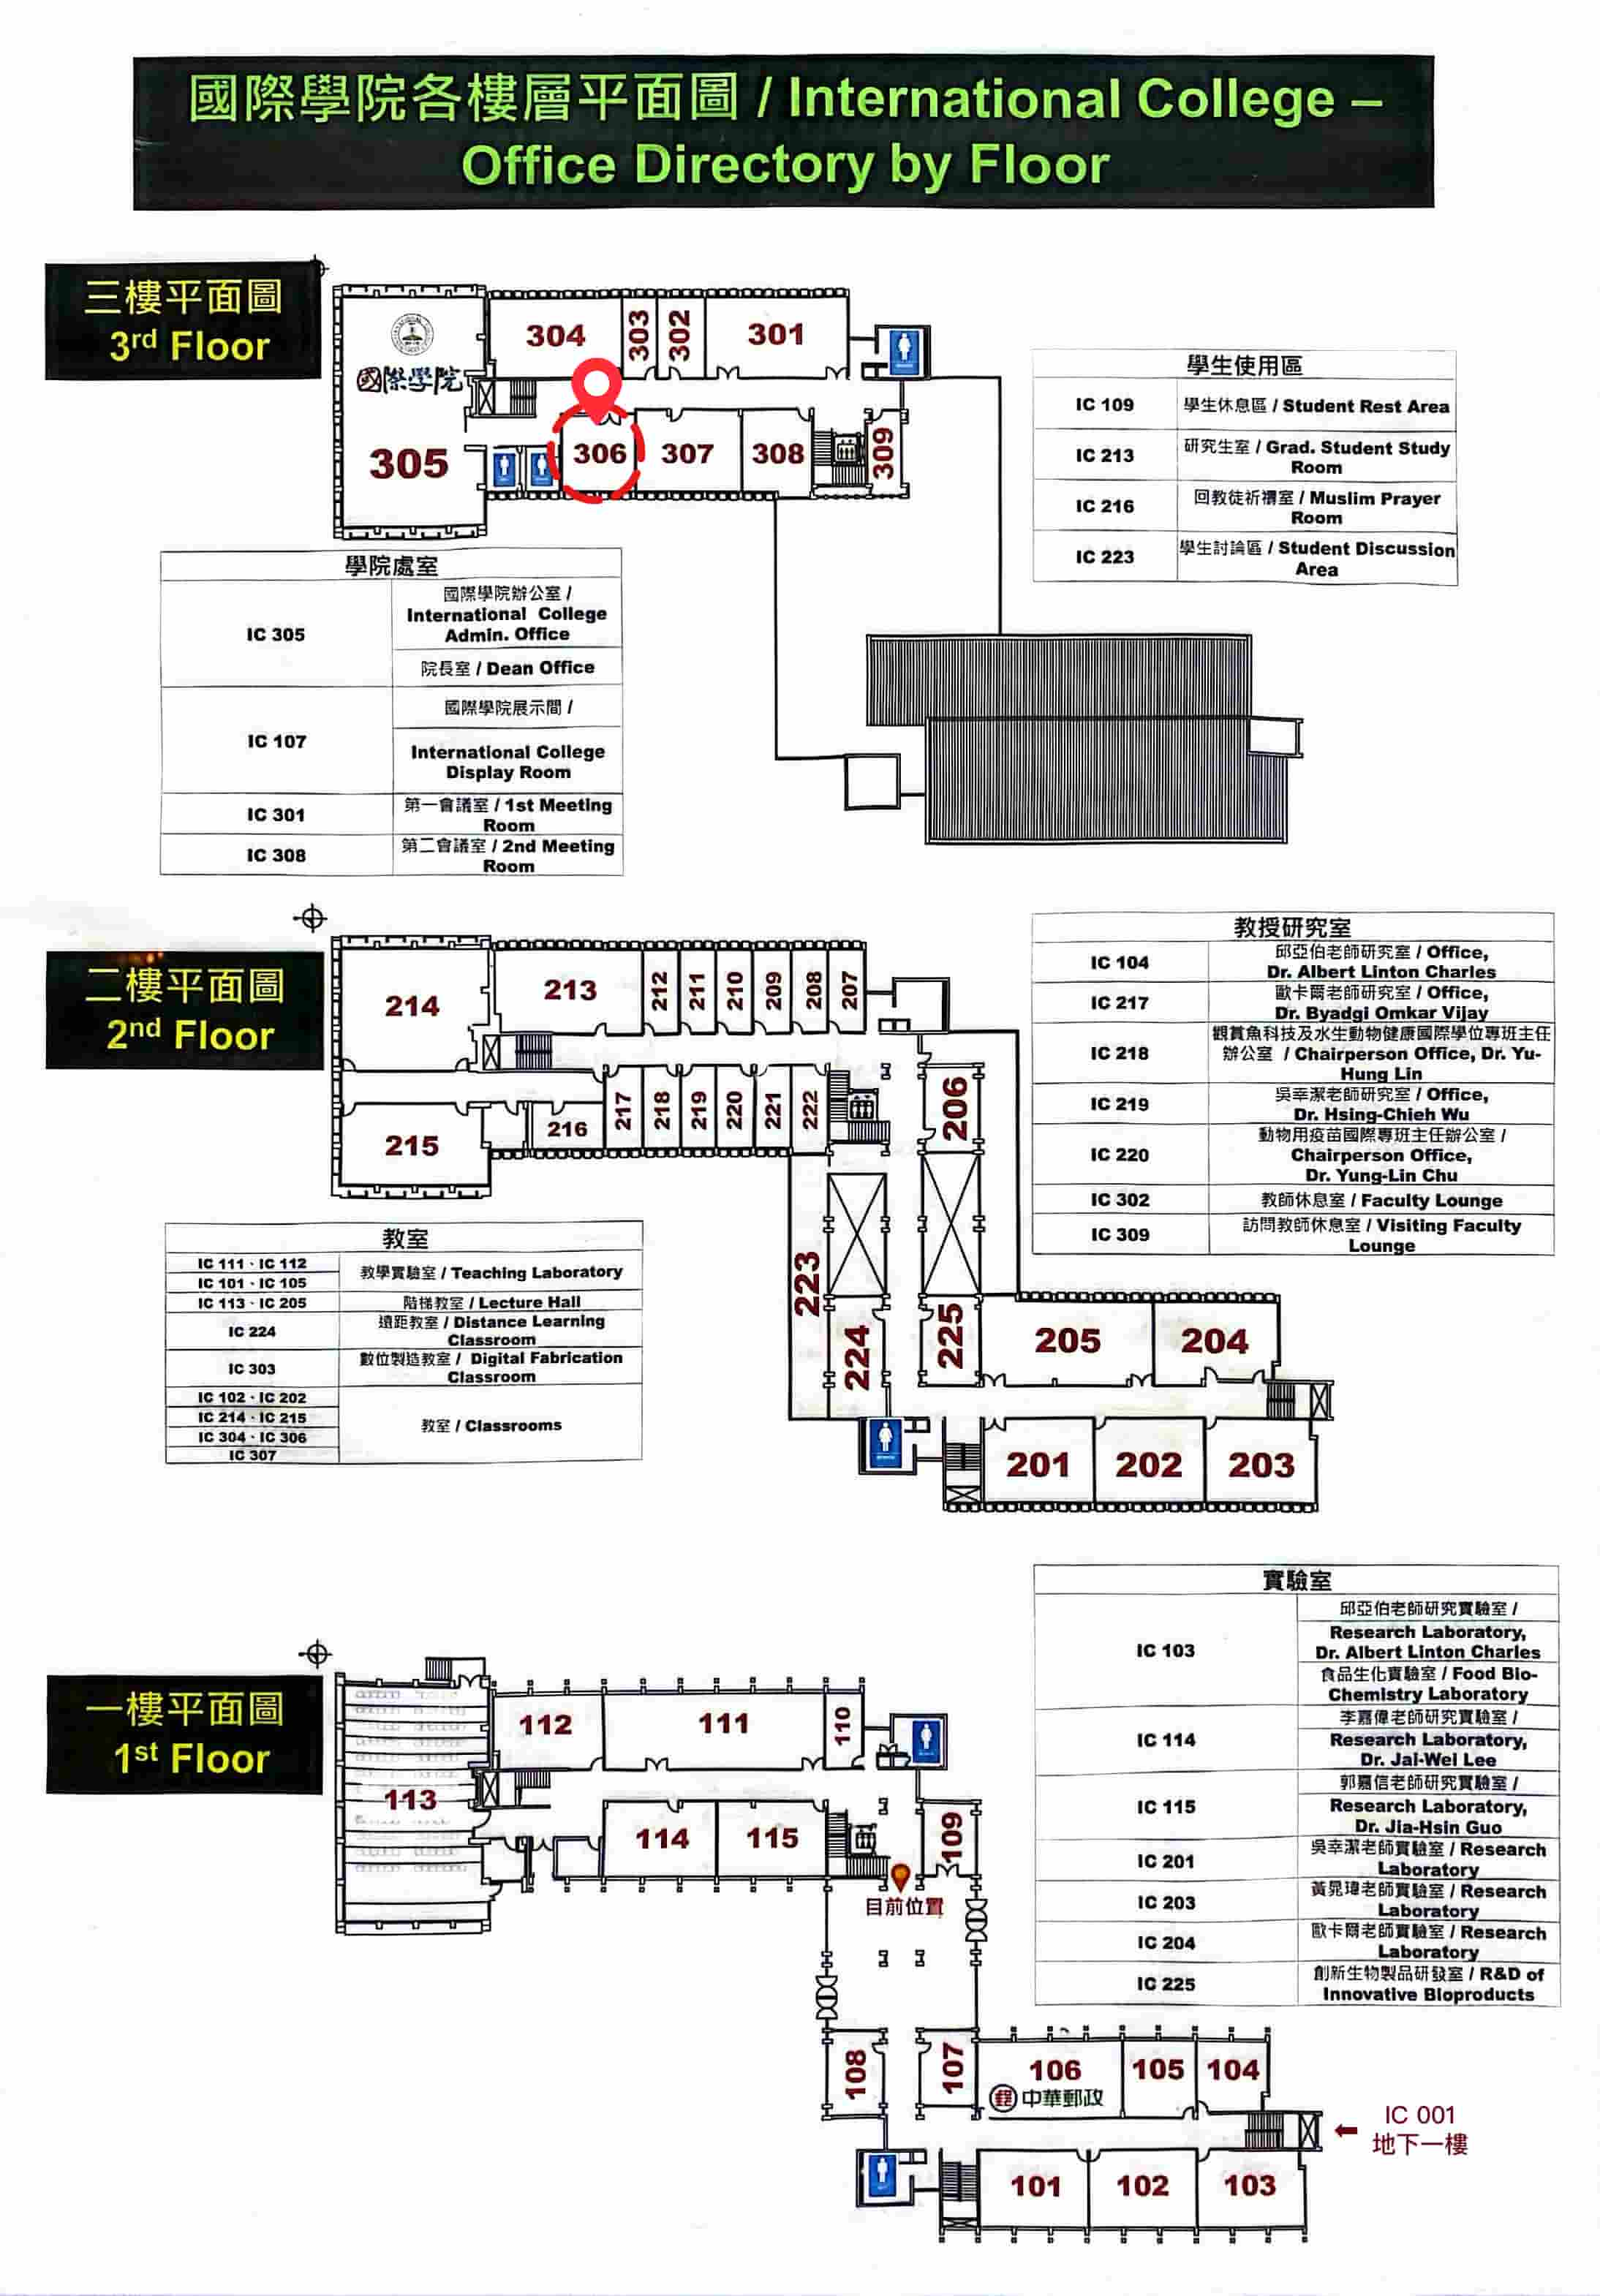 國際學院各樓層平面圖 / International College –
Office Directory by Floor
三樓平面圖
3rd Floor
304
303
302
301
國際學院
305
306
307
308
309
學生使用區
IC 109
學生休息區 / Student Rest Area
IC 213
研究生室 / Grad. Student Study
Room
IC 216
回教徒祈禱室 / Muslim Prayer
Room
IC 223
學生討論區 / Student Discussion
Area
學院處室
IC 305
國際學院辦公室 /
International College
Admin. Office
院長室 / Dean Office
IC 107
國際學院展示間 /
International College
Display Room
IC 301
第一會議室 / 1st Meeting
Room
IC 308
第二會議室 / 2nd Meeting
Room
二樓平面圖
2nd Floor
214
213
212
211
210
209
208
207
215
216
217
218
219
220
221
222
206
223
224
225
205
204
201
202
203
教授研究室
IC 104
邱亞伯老師研究室 / Office,
Dr. Albert Linton Charles
IC 217
歐卡爾老師研究室 / Office,
Dr. Byadgi Omkar Vijay
IC 218
觀賞魚科技及水生動物健康國際學位專班主任
辦公室 / Chairperson Office, Dr. Yu-
Hung Lin
IC 219
吳幸潔老師研究室 / Office,
Dr. Hsing-Chieh Wu
IC 220
動物用疫苗國際專班主任辦公室 /
Chairperson Office,
Dr. Yung-Lin Chu
IC 302
教師休息室 / Faculty Lounge
IC 309
訪問教師休息室 / Visiting Faculty
Lounge
教室
IC 111、IC 112
IC 101、IC 105
教學實驗室 / Teaching Laboratory
IC 113、IC 205
階梯教室 / Lecture Hall
IC 224
遠距教室 / Distance Learning
Classroom
IC 303
數位製造教室 / Digital Fabrication
Classroom
IC 102、IC 202
IC 214、IC 215
IC 304、IC 306
IC 307
教室 / Classrooms
一樓平面圖
1st Floor
112
111
110
113
114
115
109
目前位置
108
107
106
中華郵政
105
104
101
102
103
IC 001
地下一樓
實驗室
IC 103
邱亞伯老師研究實驗室 /
Research Laboratory,
Dr. Albert Linton Charles
食品生化實驗室 / Food Bio-
Chemistry Laboratory
IC 114
李嘉偉老師研究實驗室 /
Research Laboratory,
Dr. Jai-Wei Lee
IC 115
郭嘉信老師研究實驗室 /
Research Laboratory,
Dr. Jia-Hsin Guo
IC 201
吳幸潔老師實驗室 / Research
Laboratory
IC 203
黃晃瑋老師實驗室 / Research
Laboratory
IC 204
歐卡爾老師實驗室 / Research
Laboratory
IC 225
創新生物製品研發室 / R&D of
Innovative Bioproducts